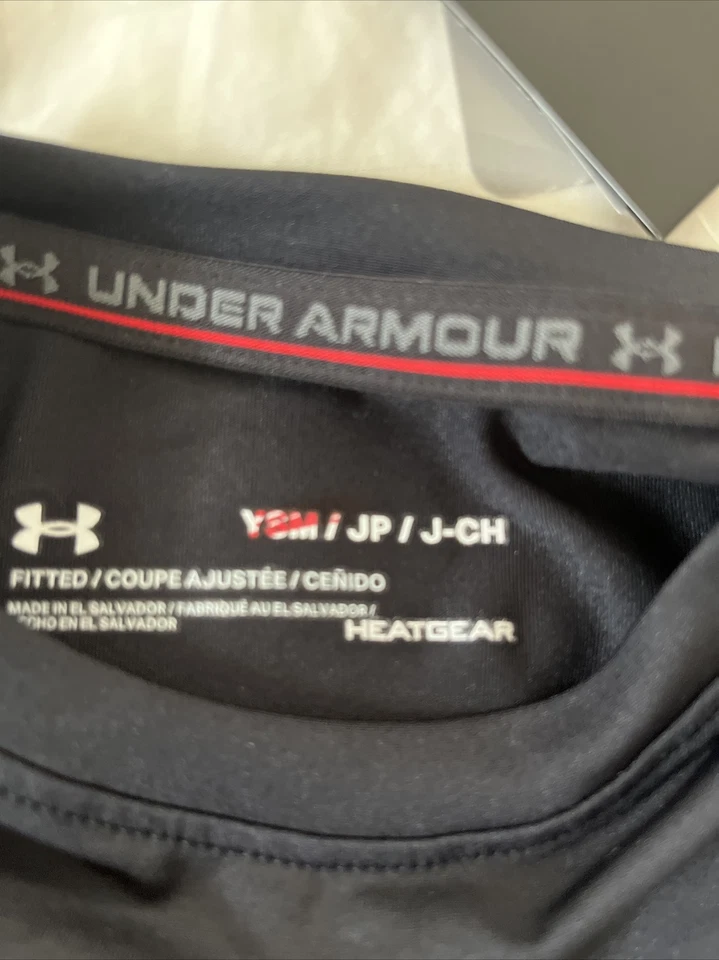 UNDER ARMOUR
YSM / JP / J-CH
FITTED / COUPE AJUSTÉE / CEÑIDO
MADE IN EL SALVADOR / FABRIQUÉ AU EL SALVADOR /
EN EL SALVADOR
HEATGEAR